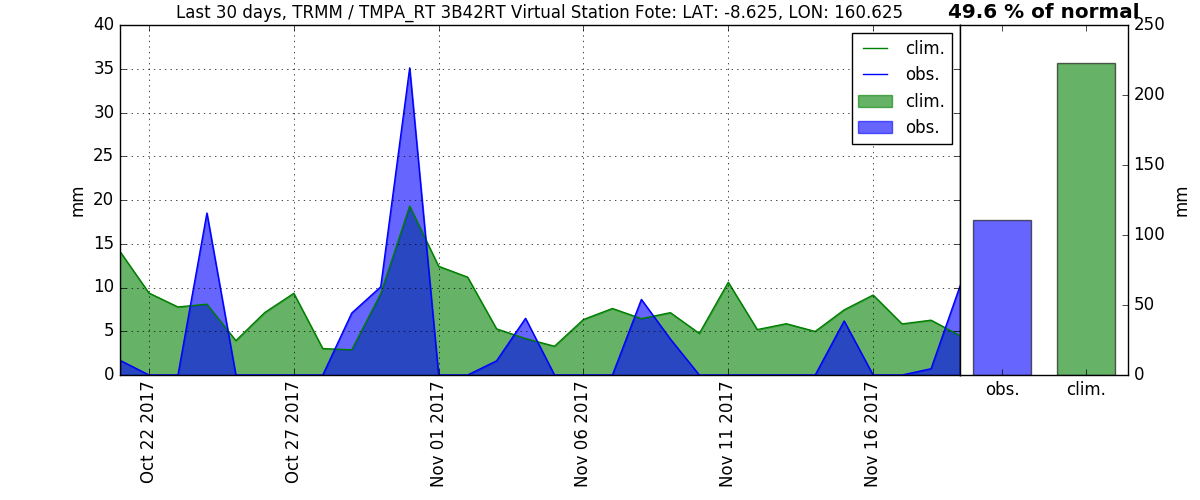 Last 30 days, TRMM / TMPA_RT 3B42RT Virtual Station Fote: LAT: -8.625, LON: 160.625
49.6 % of normal
40
35
30
25
20
15
10
5
0
mm
clim.
obs.
clim.
obs.
Oct 22 2017
Oct 27 2017
Nov 01 2017
Nov 06 2017
Nov 11 2017
Nov 16 2017
250
200
150
100
50
0
mm
obs.
clim.